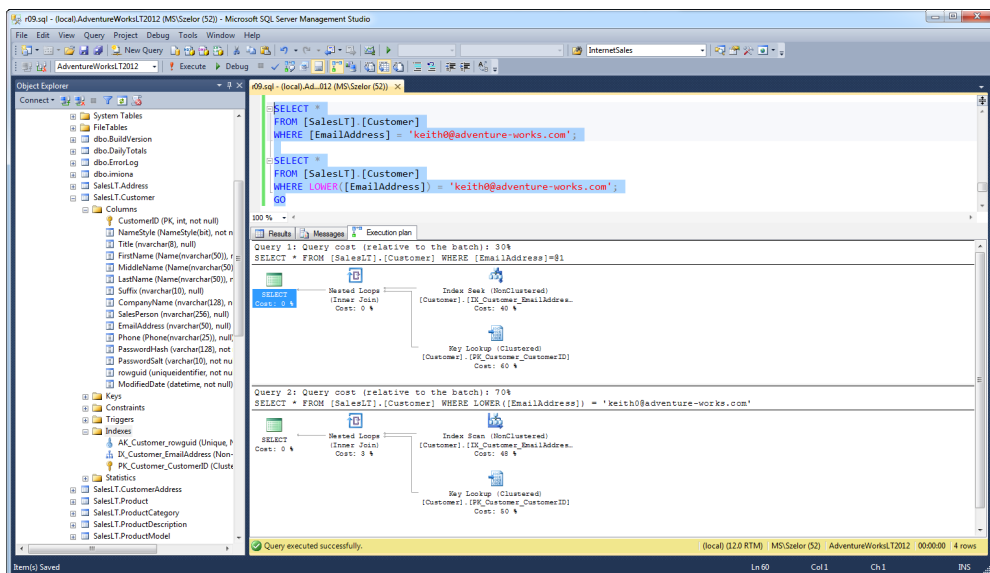 r09.sql - (local).AdventureWorksLT2012 (MS\Szelor (52)) - Microsoft SQL Server Management Studio
File Edit View Query Project Debug Tools Window Help
New Query
InternetSales
AdventureWorksLT2012
Execute
Debug
Object Explorer
r09.sql - (local).Ad...012 (MS\Szelor (52))
Connect
System Tables
FileTables
dbo.BuildVersion
dbo.DailyTotals
dbo.ErrorLog
dbo.imiona
SalesLT.Address
SalesLT.Customer
Columns
CustomerID (PK, int, not null)
NameStyle (NameStyle(bit), not n
Title (nvarchar(8), null)
FirstName (Name(nvarchar(50)), r
MiddleName (Name(nvarchar(50)
LastName (Name(nvarchar(50)), n
Suffix (nvarchar(10), null)
CompanyName (nvarchar(128), n
SalesPerson (nvarchar(256), null)
EmailAddress (nvarchar(50), null)
Phone (Phone(nvarchar(25)), null,
PasswordHash (varchar(128), not
PasswordSalt (varchar(10), not nu
rowguid (uniqueidentifier, not nu
ModifiedDate (datetime, not null)
Keys
Constraints
Triggers
Indexes
AK_Customer_rowguid (Unique, N
IX_Customer_EmailAddress (Non-
PK_Customer_CustomerID (Cluste
Statistics
SalesLT.CustomerAddress
SalesLT.Product
SalesLT.ProductCategory
SalesLT.ProductDescription
SalesLT.ProductModel
SELECT *
FROM [SalesLT].[Customer]
WHERE [EmailAddress] = 'keith0@adventure-works.com';
SELECT *
FROM [SalesLT].[Customer]
WHERE LOWER([EmailAddress]) = 'keith0@adventure-works.com';
GO
100 %
Results Messages Execution plan
Query 1: Query cost (relative to the batch): 30%
SELECT * FROM [SalesLT].[Customer] WHERE [EmailAddress]=@1
SELECT
Cost: 0 %
Nested Loops
(Inner Join)
Cost: 0 %
Index Seek (NonClustered)
[Customer].[IX_Customer_EmailAddres…
Cost: 40 %
Key Lookup (Clustered)
[Customer].[PK_Customer_CustomerID]
Cost: 60 %
Query 2: Query cost (relative to the batch): 70%
SELECT * FROM [SalesLT].[Customer] WHERE LOWER([EmailAddress]) = 'keith0@adventure-works.com'
SELECT
Cost: 0 %
Nested Loops
(Inner Join)
Cost: 3 %
Index Scan (NonClustered)
[Customer].[IX_Customer_EmailAddres…
Cost: 48 %
Key Lookup (Clustered)
[Customer].[PK_Customer_CustomerID]
Cost: 50 %
Query executed successfully.
(local) (12.0 RTM) MS\Szelor (52) AdventureWorksLT2012 00:00:00 4 rows
Item(s) Saved
Ln 60 Col 1 Ch 1 INS